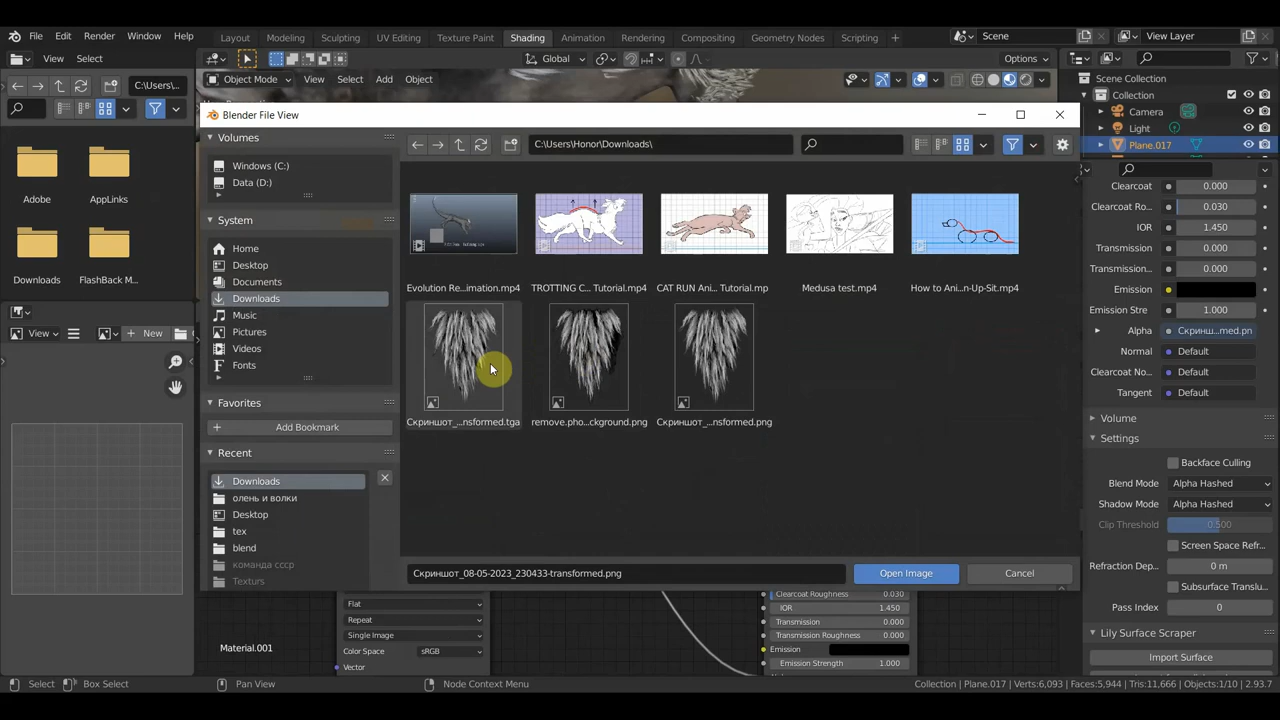 File Edit Render Window Help
Layout Modeling Sculpting UV Editing Texture Paint Shading Animation Rendering Compositing Geometry Nodes Scripting
Scene View Layer
View Select
Global Options
C:\Users\..
Object Mode View Select Add Object
Scene Collection
Collection
Camera
Light
Plane.017
Adobe AppLinks
Downloads FlashBack M...
View New
Blender File View
Volumes
Windows (C:)
Data (D:)
System
Home
Desktop
Documents
Downloads
Music
Pictures
Videos
Fonts
Favorites
Add Bookmark
Recent
Downloads
олень и волки
Desktop
tex
blend
команда ссср
Texturs
C:\Users\Honor\Downloads\
Evolution Re...imation.mp4 TROTTING C... Tutorial.mp CAT RUN Ani... Tutorial.mp Medusa test.mp4 How to Ani...n-Up-Sit.mp4
Скриншот_...nsformed.tga remove.pho...ckground.png Скриншот_...nsformed.png
Скриншот_08-05-2023_230433-transformed.png Open Image Cancel
Clearcoat 0.000
Clearcoat Ro... 0.030
IOR 1.450
Transmission 0.000
Transmission... 0.000
Emission
Emission Stre 1.000
Alpha Скринш...med.pn
Normal Default
Clearcoat No... Default
Tangent Default
Volume
Settings
Backface Culling
Blend Mode Alpha Hashed
Shadow Mode Alpha Hashed
Clip Threshold 0.500
Screen Space Refr...
Refraction Dep... 0 m
Subsurface Translu...
Pass Index 0
Lily Surface Scraper
Import Surface
Flat
Repeat
Single Image
Color Space sRGB
Vector
Material.001
Clearcoat Roughness 0.030
IOR 1.450
Transmission 0.000
Transmission Roughness 0.000
Emission
Emission Strength 1.000
Select Box Select Pan View Node Context Menu Collection | Plane.017 | Verts:6,093 | Faces:5,944 | Tris:11,666 | Objects:1/10 | 2.93.7